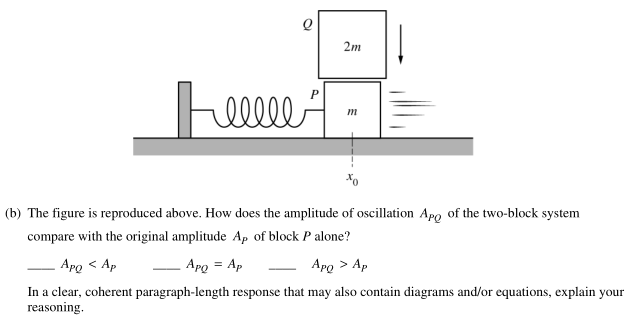 Q
2m
P
m
x₀
(b) The figure is reproduced above. How does the amplitude of oscillation A_PQ of the two-block system
compare with the original amplitude A_P of block P alone?
____ A_PQ < A_P ____ A_PQ = A_P ____ A_PQ > A_P
In a clear, coherent paragraph-length response that may also contain diagrams and/or equations, explain your
reasoning.